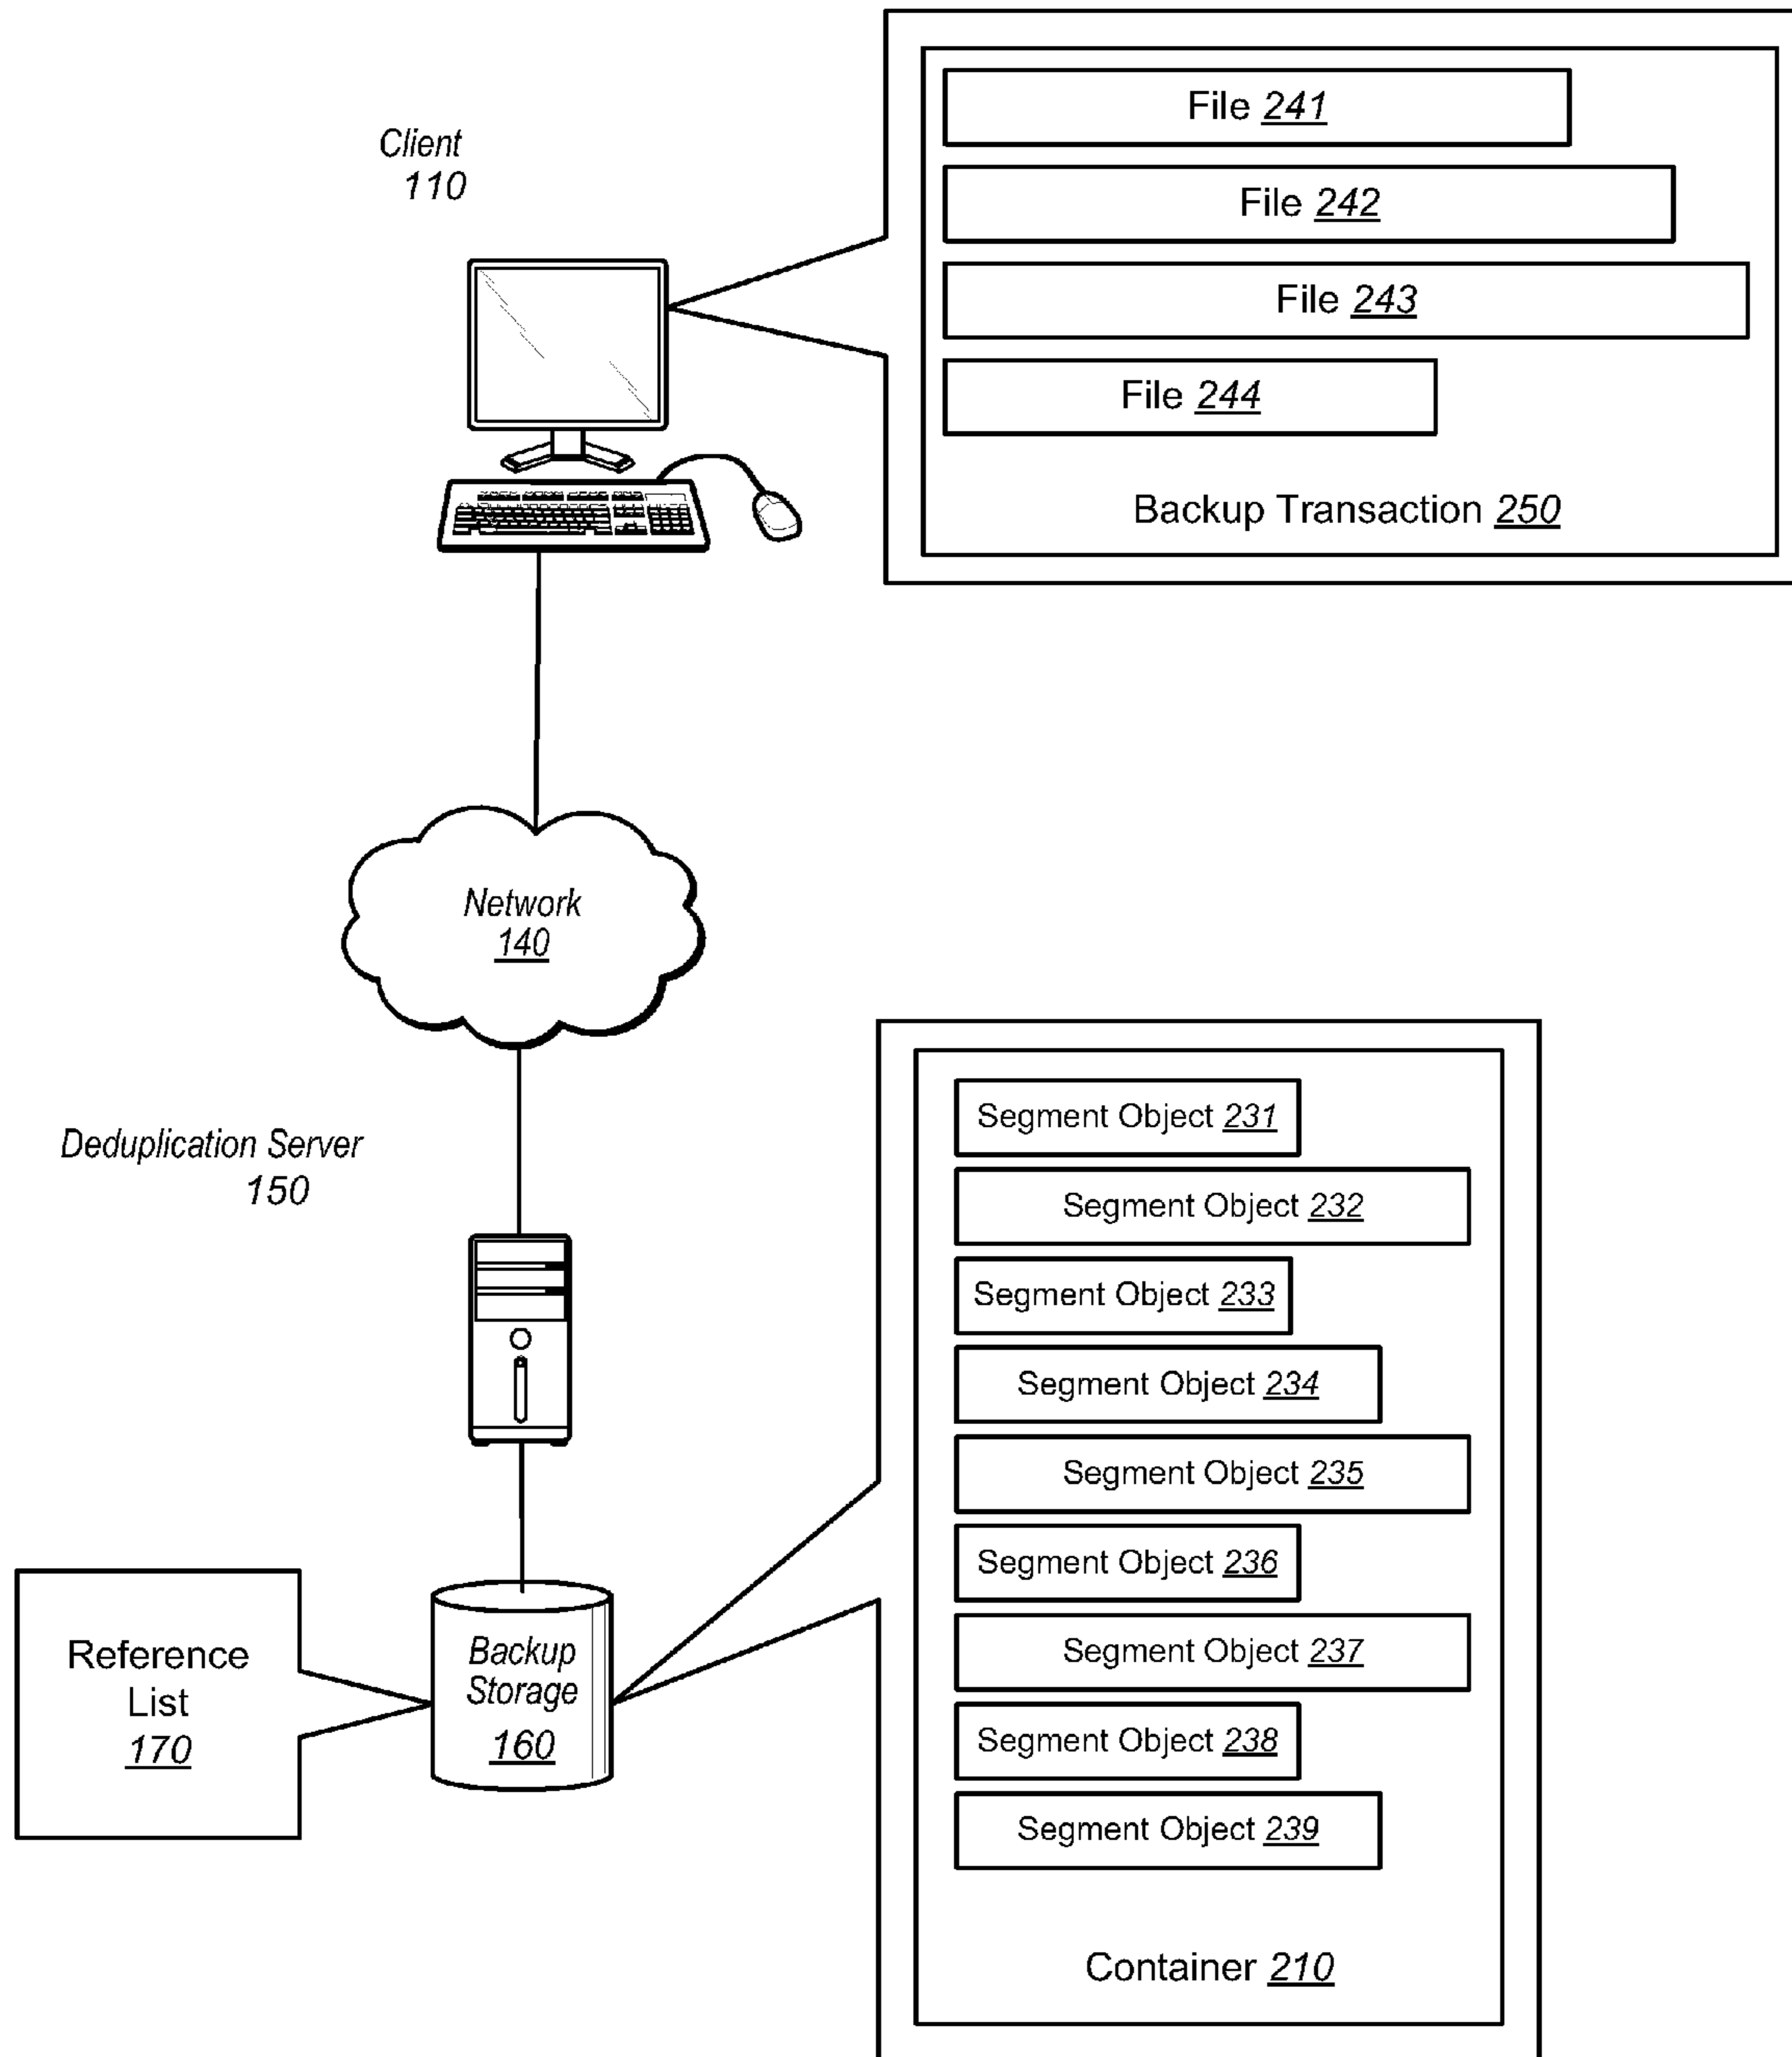 Client
110
File 241
File 242
File 243
File 244
Backup Transaction 250
Network
140
Deduplication Server
150
Reference
List
170
Backup
Storage
160
Segment Object 231
Segment Object 232
Segment Object 233
Segment Object 234
Segment Object 235
Segment Object 236
Segment Object 237
Segment Object 238
Segment Object 239
Container 210